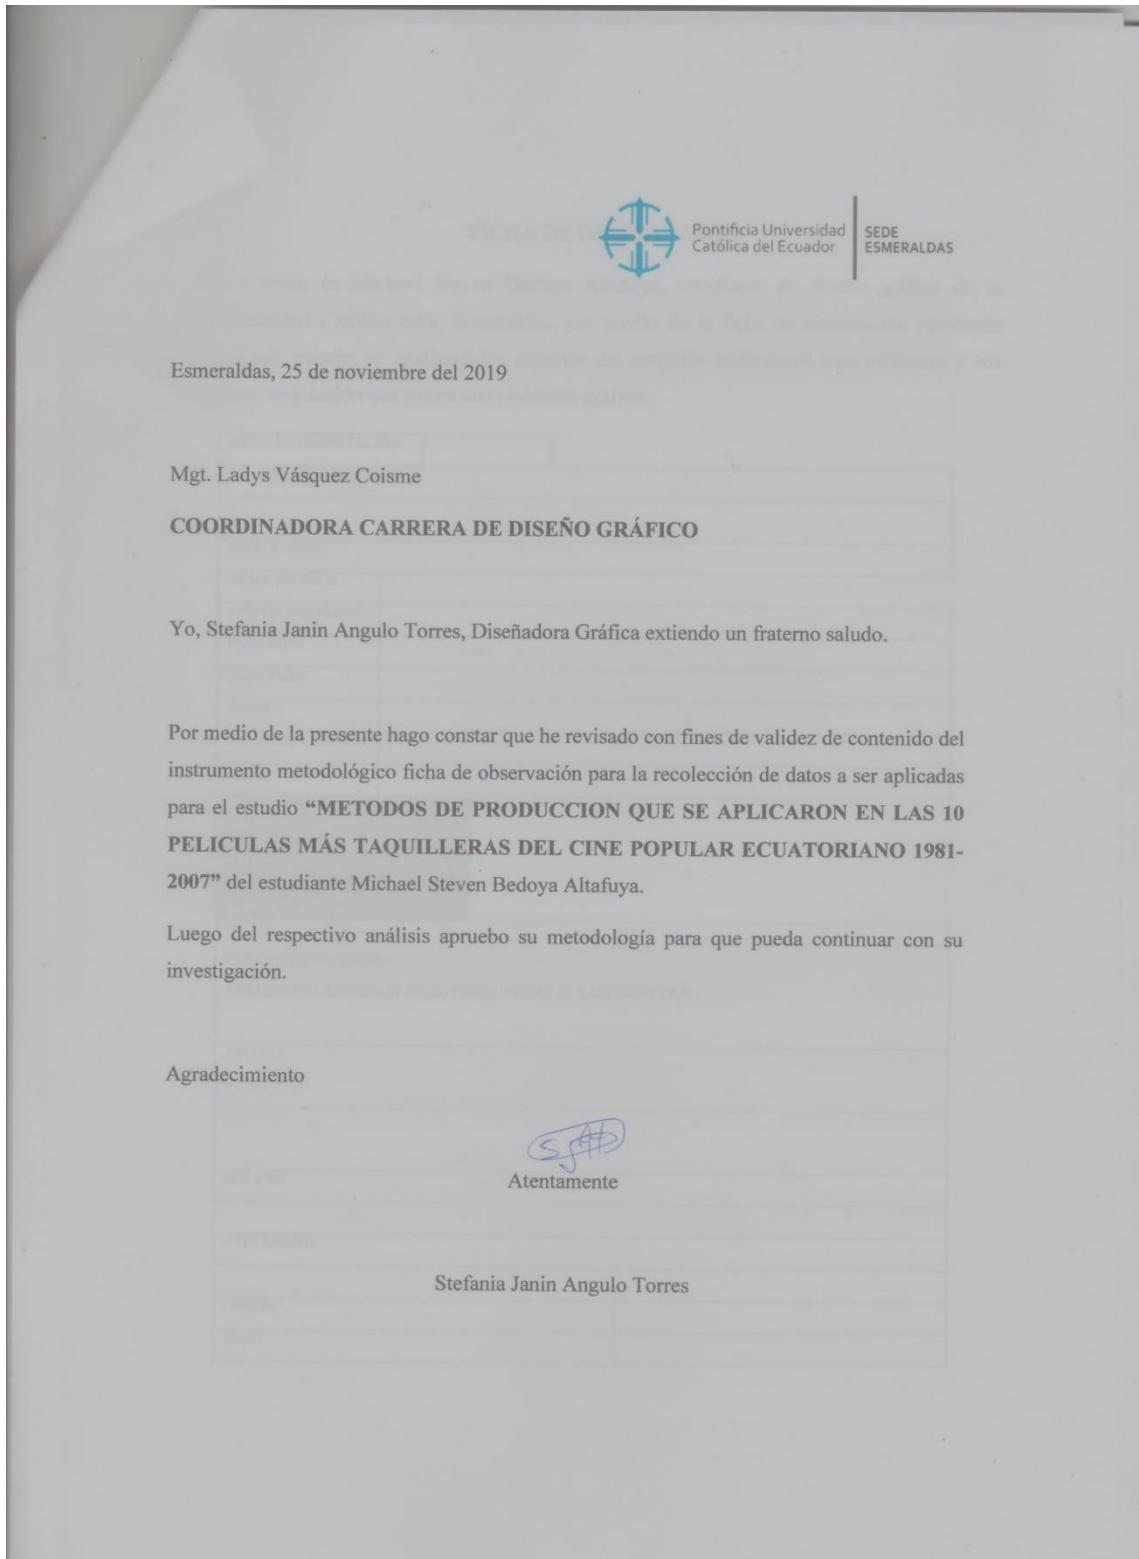 Pontificia Universidad
Católica del Ecuador
SEDE
ESMERALDAS
FICHA DE
Esmeraldas, 25 de noviembre del 2019
Mgt. Ladys Vásquez Coisme
COORDINADORA CARRERA DE DISEÑO GRÁFICO
Yo, Stefania Janin Angulo Torres, Diseñadora Gráfica extiendo un fraterno saludo.
Por medio de la presente hago constar que he revisado con fines de validez de contenido del
instrumento metodológico ficha de observación para la recolección de datos a ser aplicadas
para el estudio “METODOS DE PRODUCCION QUE SE APLICARON EN LAS 10
PELICULAS MÁS TAQUILLERAS DEL CINE POPULAR ECUATORIANO 1981-
2007” del estudiante Michael Steven Bedoya Altafuya.
Luego del respectivo análisis apruebo su metodología para que pueda continuar con su
investigación.
Agradecimiento
Atentamente
Stefania Janin Angulo Torres